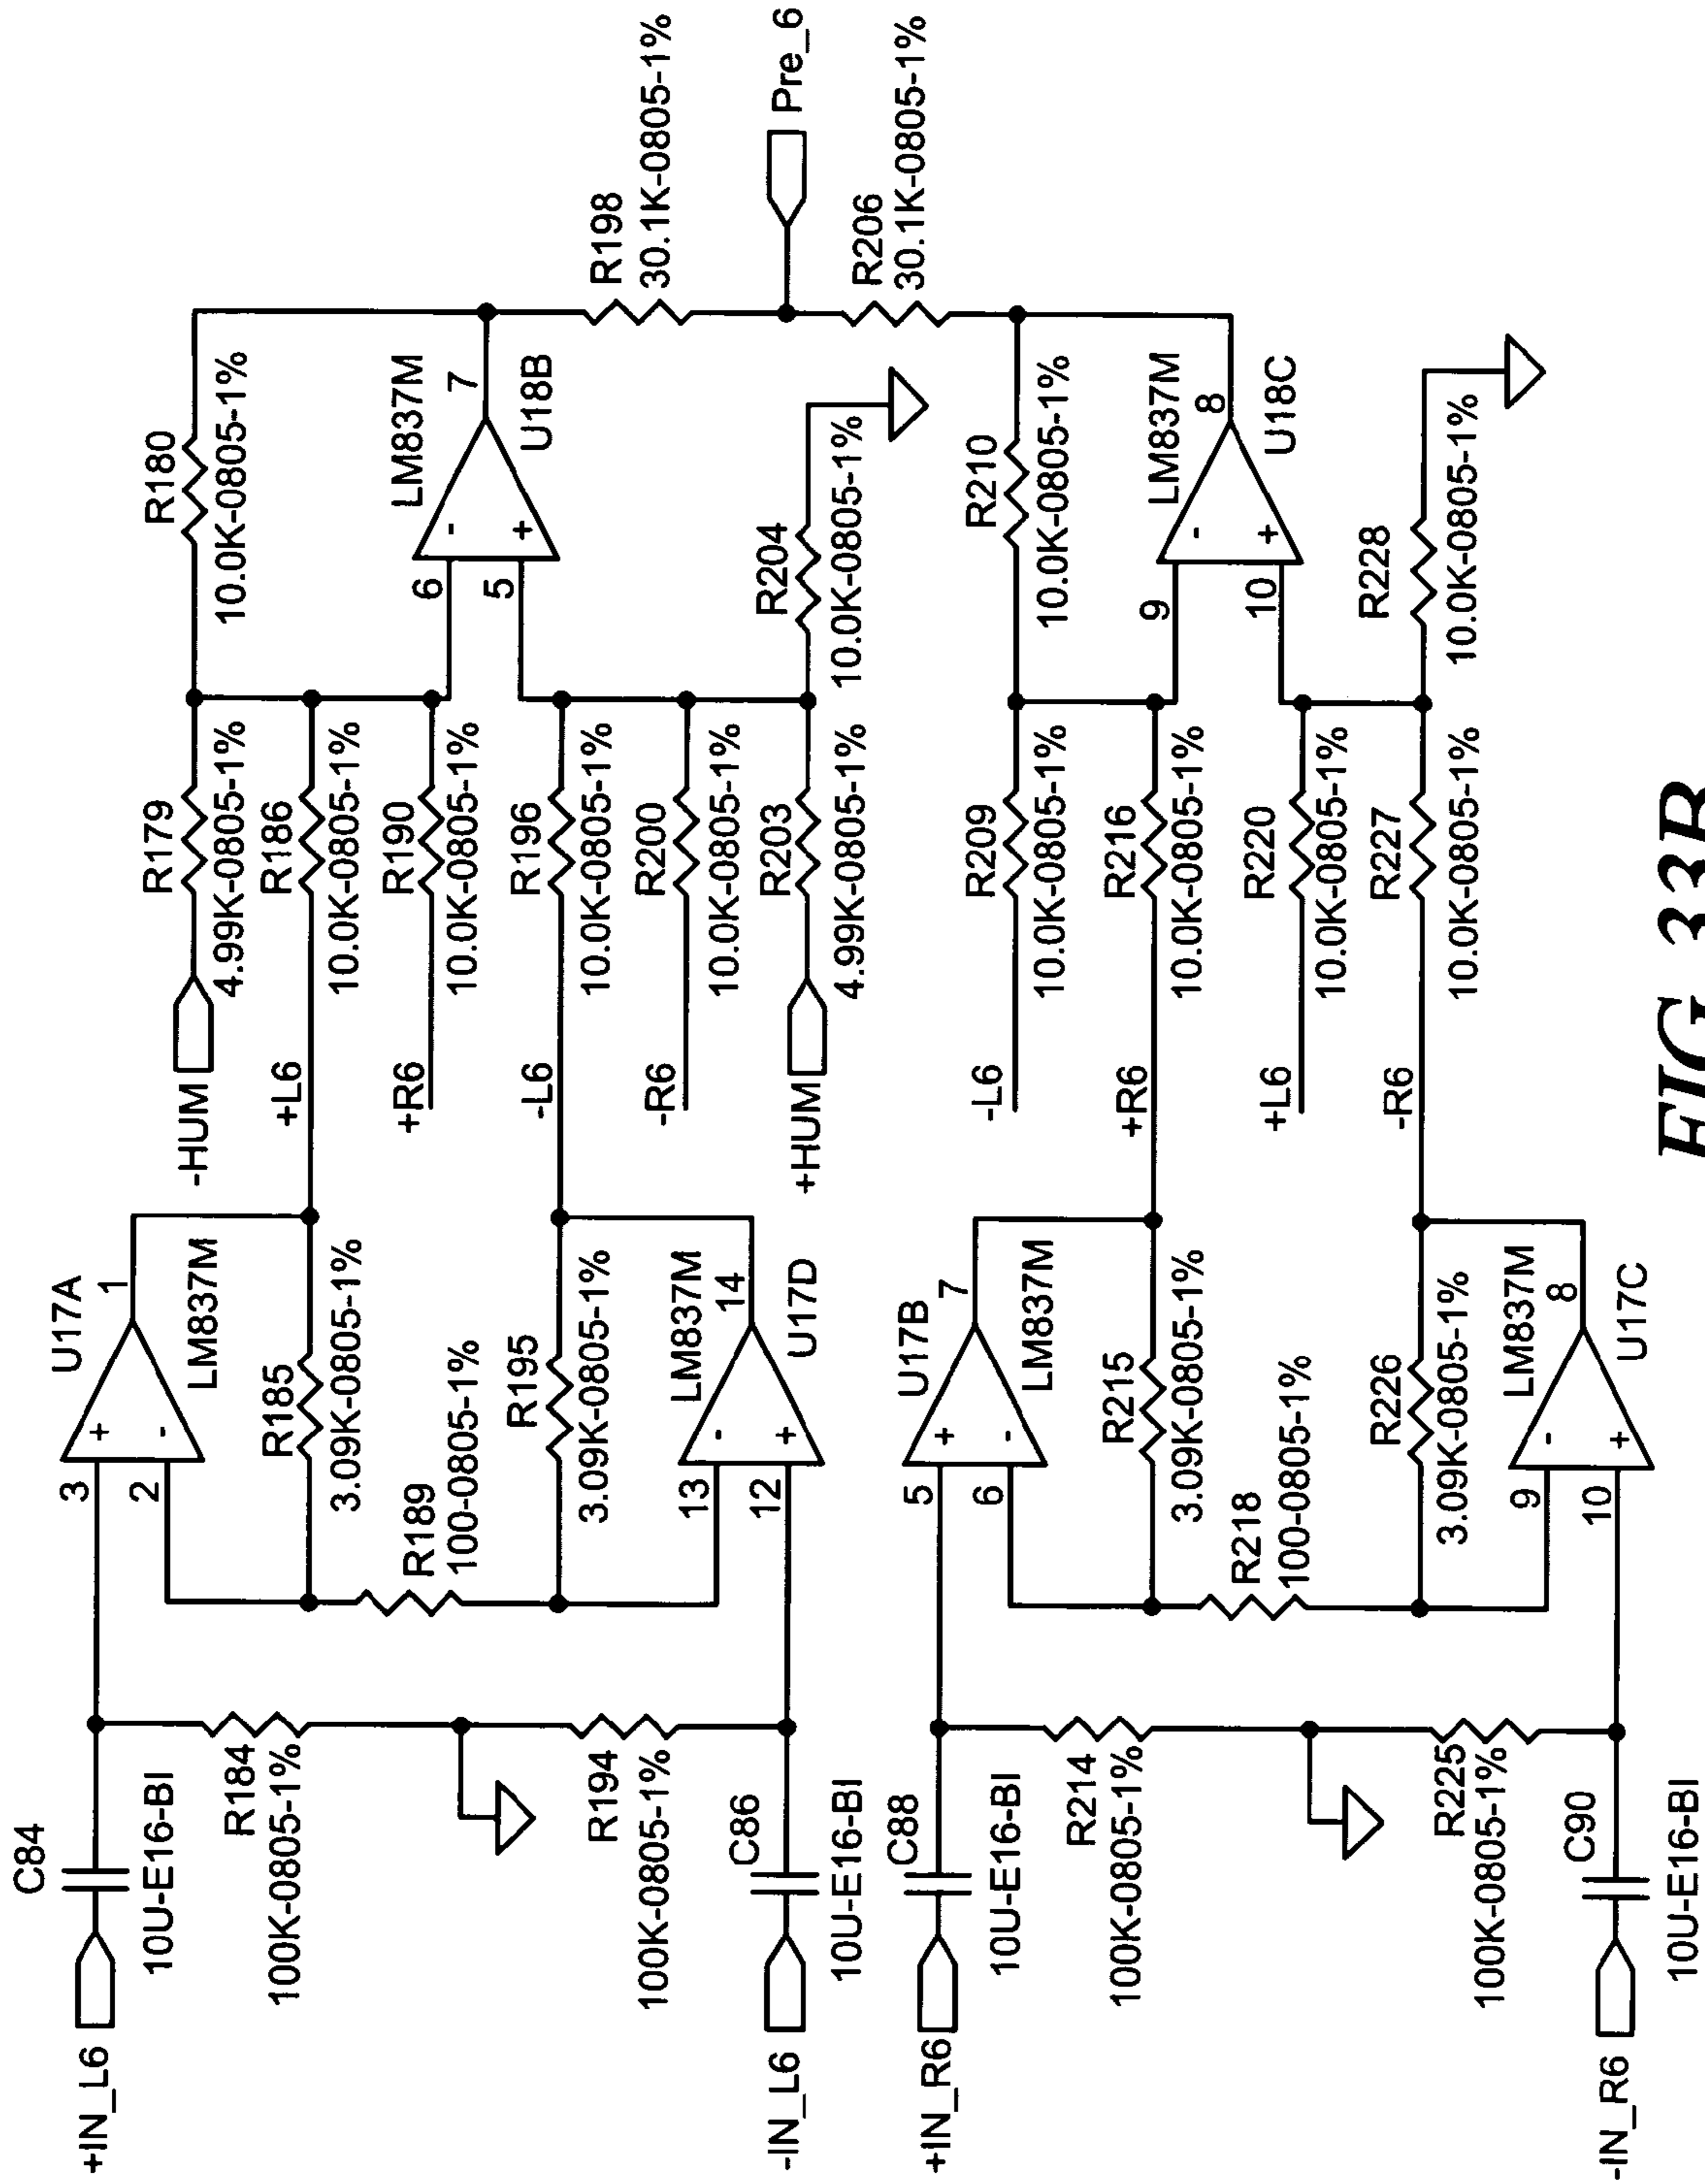 +IN_L6
C84
10U-E16-BI
R184
100K-0805-1%
R194
100K-0805-1%
-IN_L6
C86
10U-E16-BI
3
2
+
-
U17A
1
LM837M
R185
3.09K-0805-1%
R189
100-0805-1%
R195
3.09K-0805-1%
LM837M
13
12
-
+
14
U17D
-HUM
R179
4.99K-0805-1%
+L6
R186
10.0K-0805-1%
+R6
R190
10.0K-0805-1%
-L6
R196
10.0K-0805-1%
-R6
R200
10.0K-0805-1%
+HUM
R203
4.99K-0805-1%
R180
10.0K-0805-1%
LM837M
6
5
-
+
7
U18B
R204
10.0K-0805-1%
R198
30.1K-0805-1%
Pre_6
R206
30.1K-0805-1%
+IN_R6
C88
10U-E16-BI
R214
100K-0805-1%
R225
100K-0805-1%
-IN_R6
C90
10U-E16-BI
5
6
+
-
U17B
7
LM837M
R215
3.09K-0805-1%
R218
100-0805-1%
R226
3.09K-0805-1%
LM837M
9
10
-
+
8
U17C
-L6
R209
10.0K-0805-1%
+R6
R216
10.0K-0805-1%
+L6
R220
10.0K-0805-1%
-R6
R227
10.0K-0805-1%
R210
10.0K-0805-1%
LM837M
9
10
-
+
8
U18C
R228
10.0K-0805-1%
FIG 33B